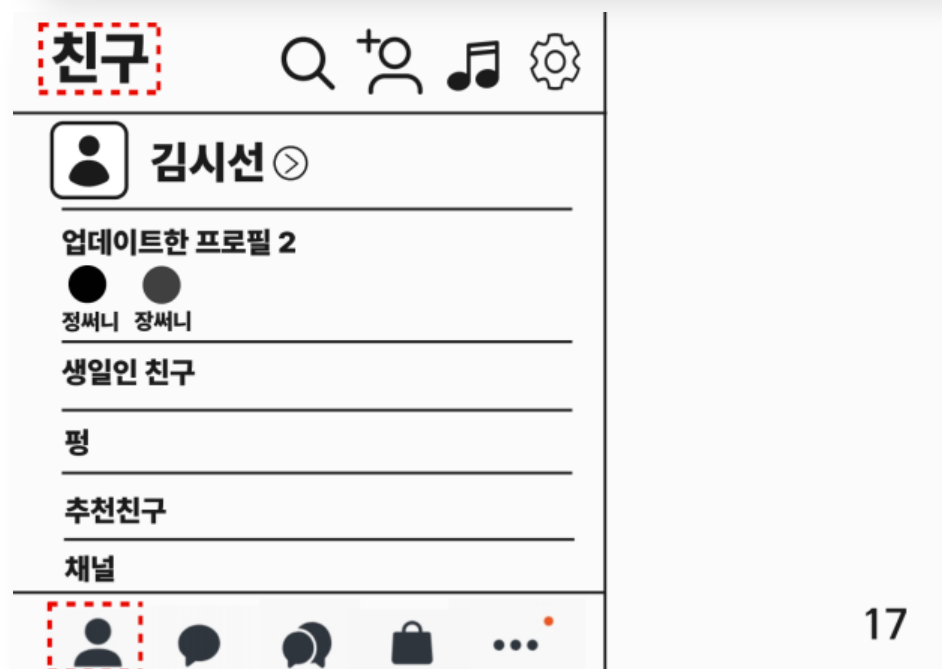 친구
김시선
업데이트한 프로필 2
정써니 장써니
생일인 친구
펑
추천친구
채널
17